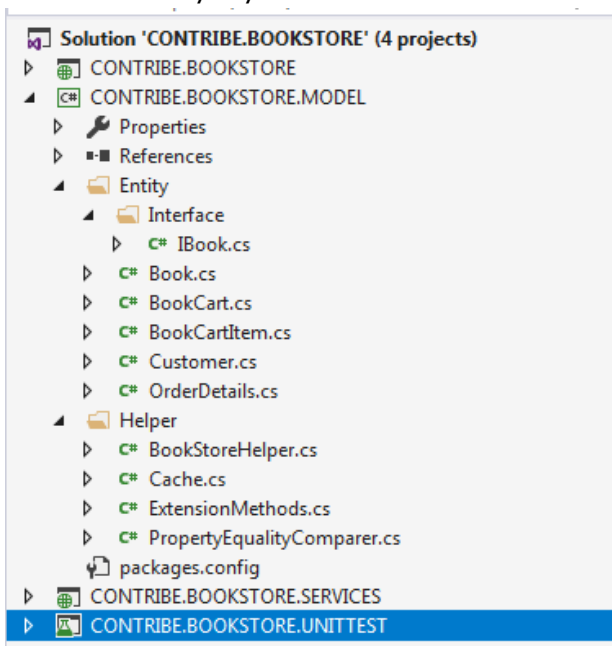 Solution 'CONTRIBE.BOOKSTORE' (4 projects)
CONTRIBE.BOOKSTORE
C# CONTRIBE.BOOKSTORE.MODEL
Properties
References
Entity
Interface
C# IBook.cs
C# Book.cs
C# BookCart.cs
C# BookCartItem.cs
C# Customer.cs
C# OrderDetails.cs
Helper
C# BookStoreHelper.cs
C# Cache.cs
C# ExtensionMethods.cs
C# PropertyEqualityComparer.cs
packages.config
CONTRIBE.BOOKSTORE.SERVICES
CONTRIBE.BOOKSTORE.UNITTEST